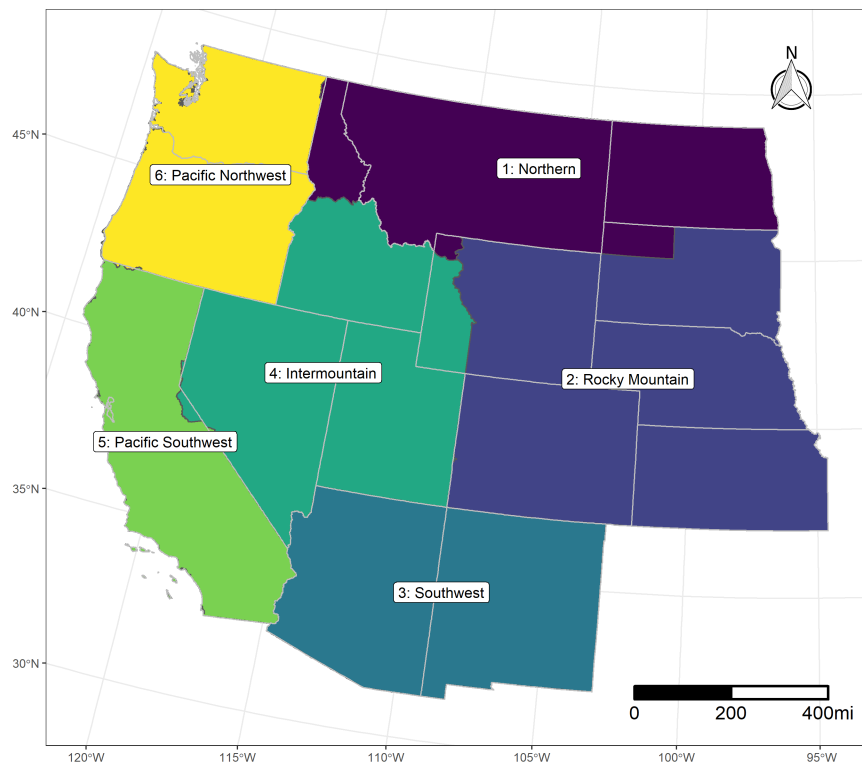 N
45°N
1: Northern
6: Pacific Northwest
40°N
4: Intermountain
2: Rocky Mountain
5: Pacific Southwest
35°N
3: Southwest
30°N
0 200 400mi
120°W 115°W 110°W 105°W 100°W 95°W